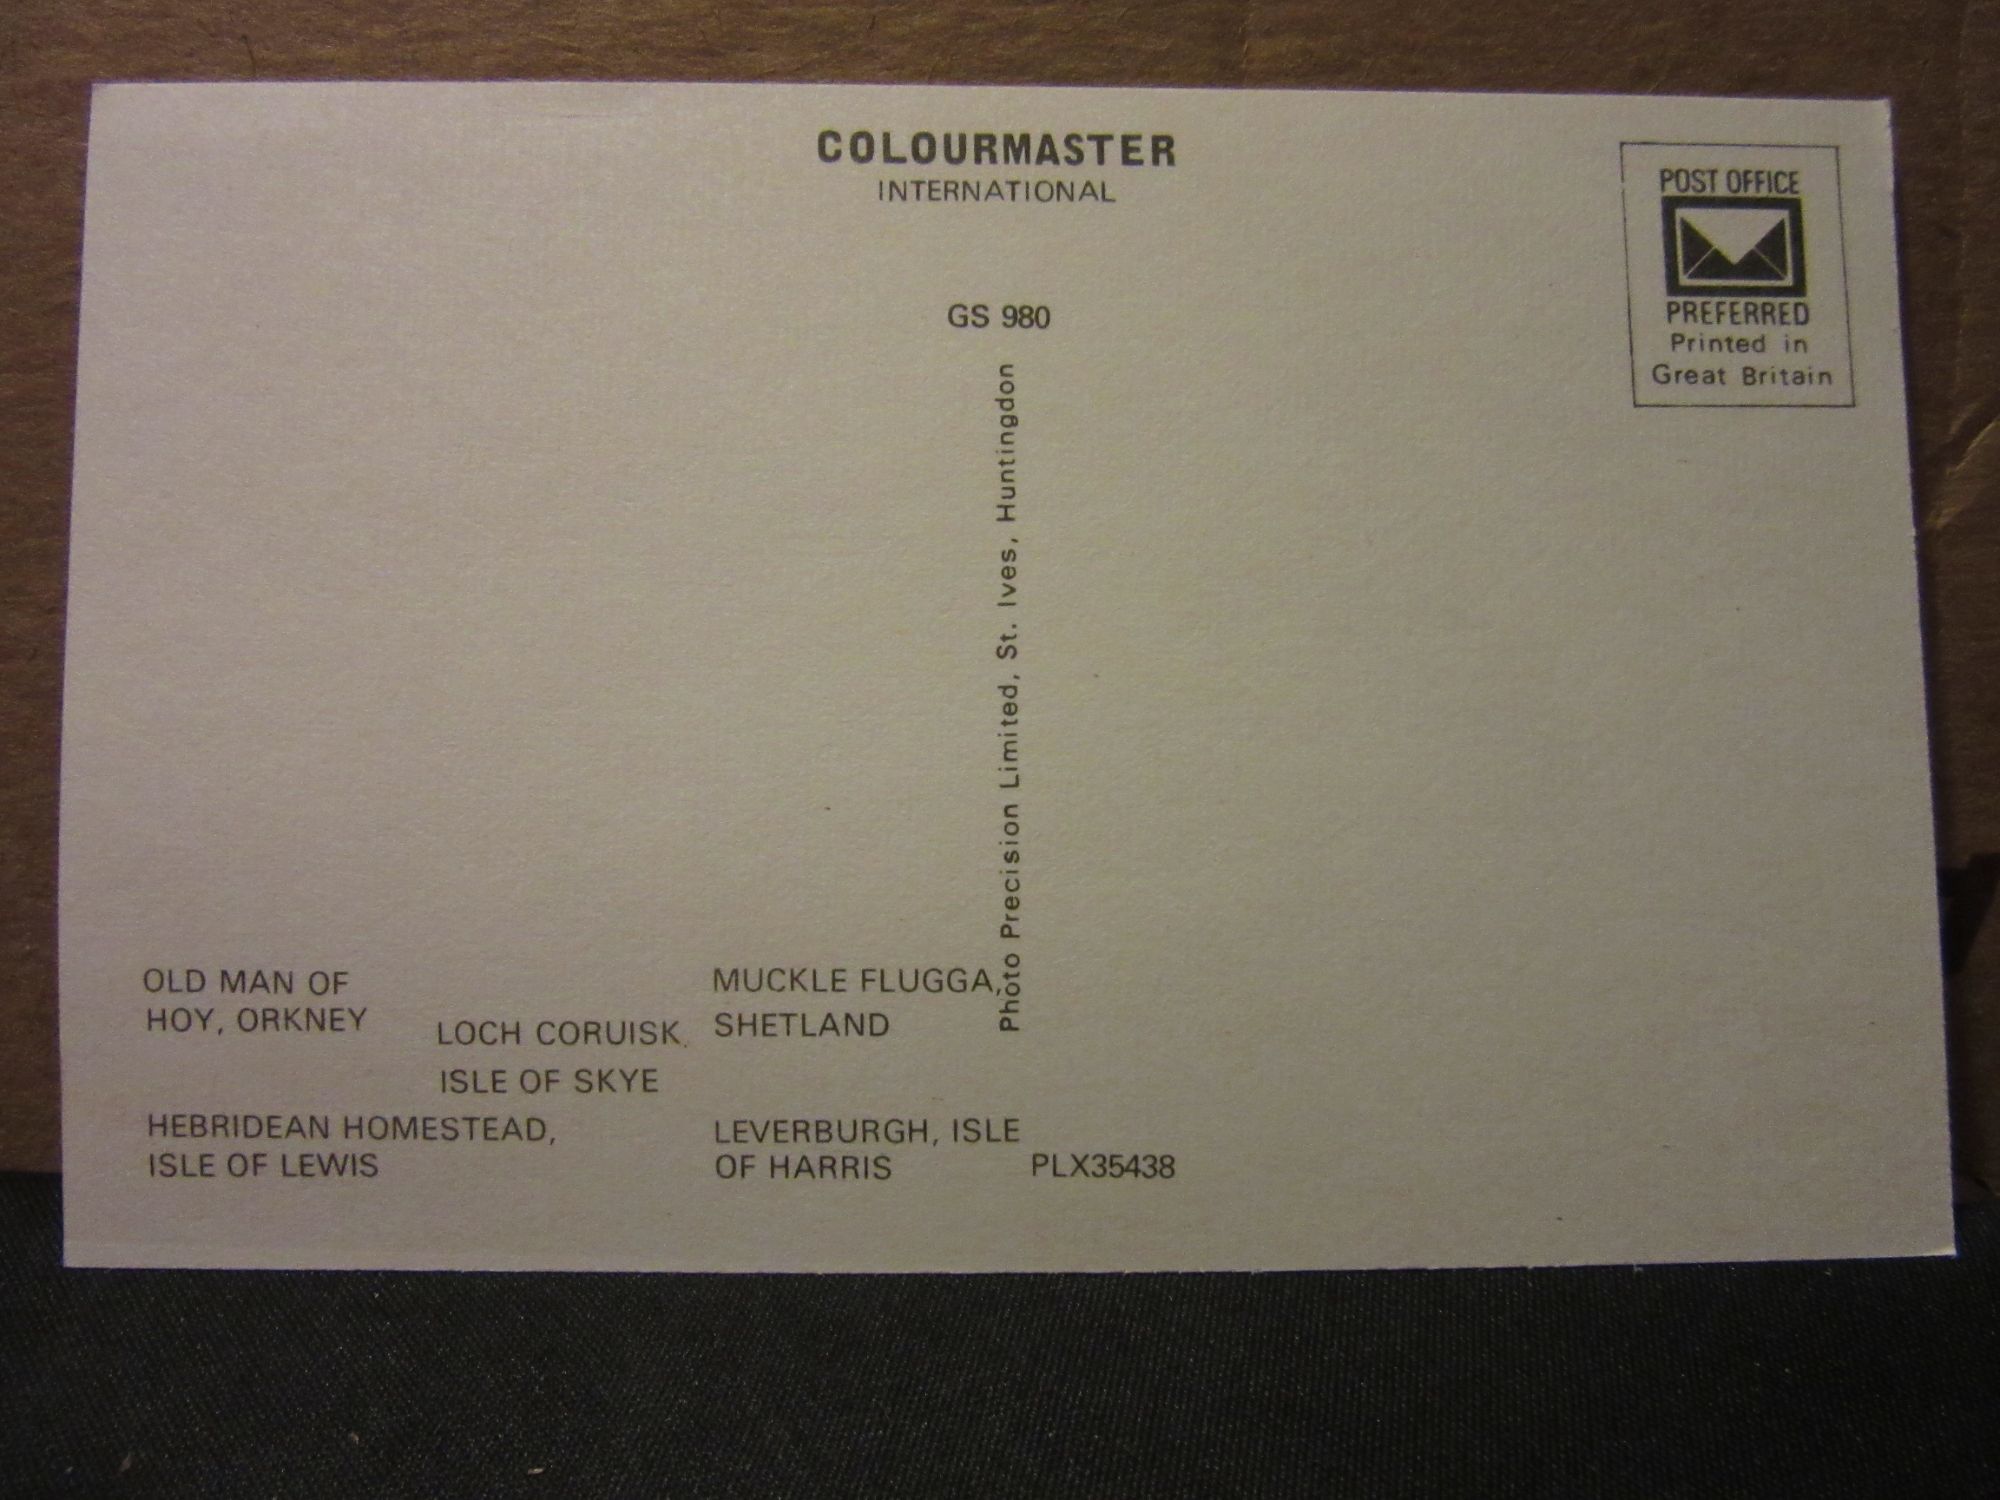 COLOURMASTER
INTERNATIONAL
POST OFFICE
PREFERRED
Printed in
Great Britain
GS 980
Photo Precision Limited, St. Ives, Huntingdon
OLD MAN OF
HOY, ORKNEY
LOCH CORUISK,
ISLE OF SKYE
MUCKLE FLUGGA,
SHETLAND
HEBRIDEAN HOMESTEAD,
ISLE OF LEWIS
LEVERBURGH, ISLE
OF HARRIS
PLX35438